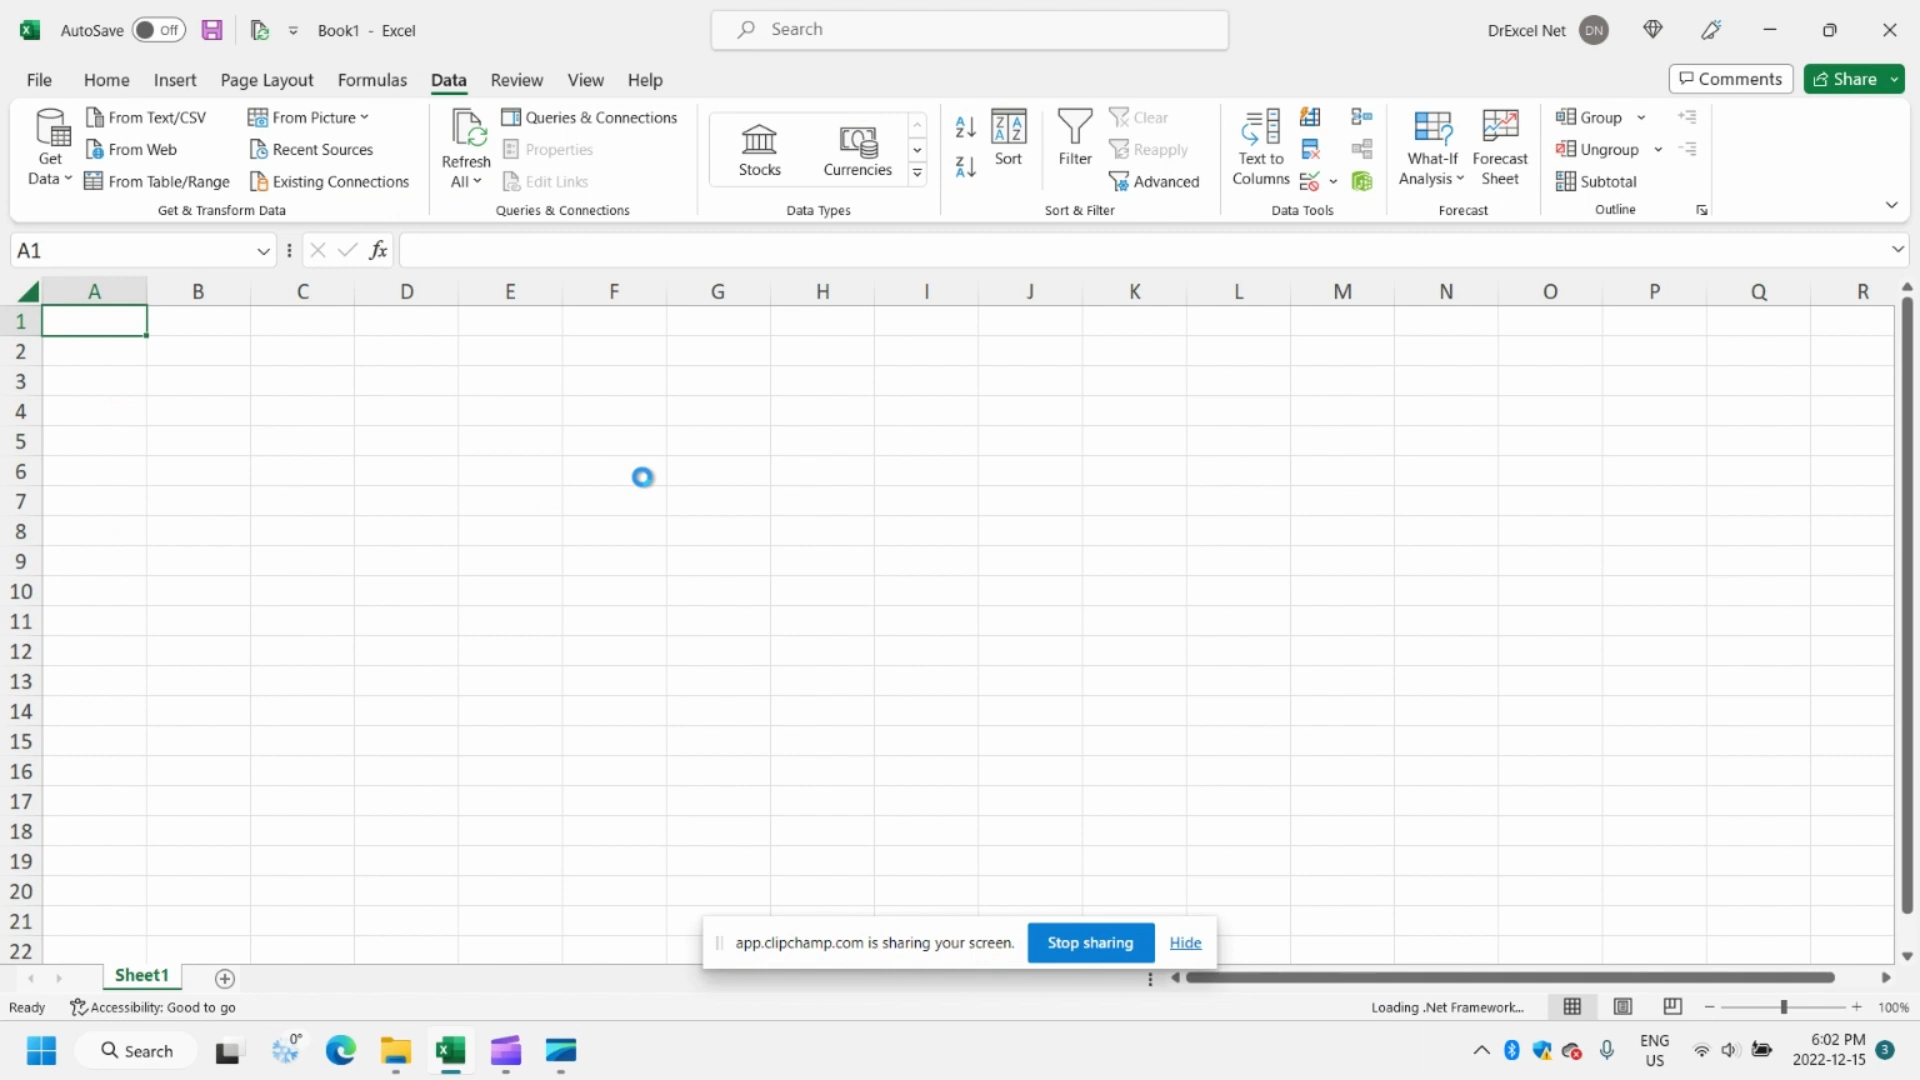 AutoSave Off Book1 - Excel Search DrExcel Net DN
File Home Insert Page Layout Formulas Data Review View Help Comments Share
Get Data
From Text/CSV
From Web
From Table/Range
From Picture
Recent Sources
Existing Connections
Get & Transform Data
Refresh All
Queries & Connections
Properties
Edit Links
Queries & Connections
Stocks
Currencies
Data Types
Sort
Filter
Clear
Reapply
Advanced
Sort & Filter
Text to
Columns
Data Tools
What-If
Analysis
Forecast
Sheet
Forecast
Group
Ungroup
Subtotal
Outline
A1 fx
A B C D E F G H I J K L M N O P Q R
1
2
3
4
5
6
7
8
9
10
11
12
13
14
15
16
17
18
19
20
21
22
app.clipchamp.com is sharing your screen. Stop sharing Hide
Sheet1
Ready Accessibility: Good to go Loading .Net Framework... 100%
Search 0° ENG
US 6:02 PM
2022-12-15 3